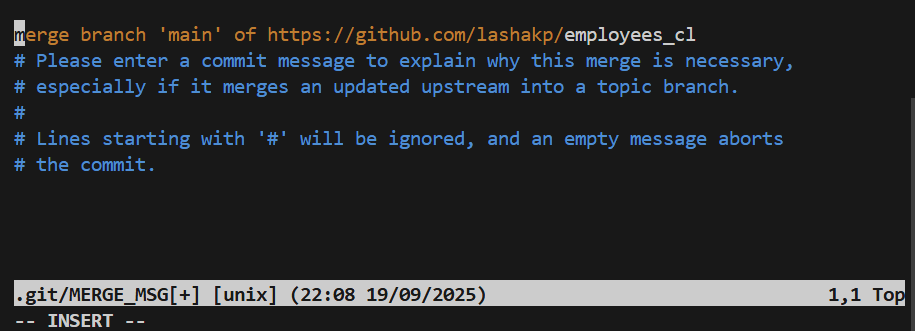 merge branch 'main' of https://github.com/lashakp/employees_cl
# Please enter a commit message to explain why this merge is necessary,
# especially if it merges an updated upstream into a topic branch.
#
# Lines starting with '#' will be ignored, and an empty message aborts
# the commit.
.git/MERGE_MSG[+] [unix] (22:08 19/09/2025) 1,1 Top
-- INSERT --